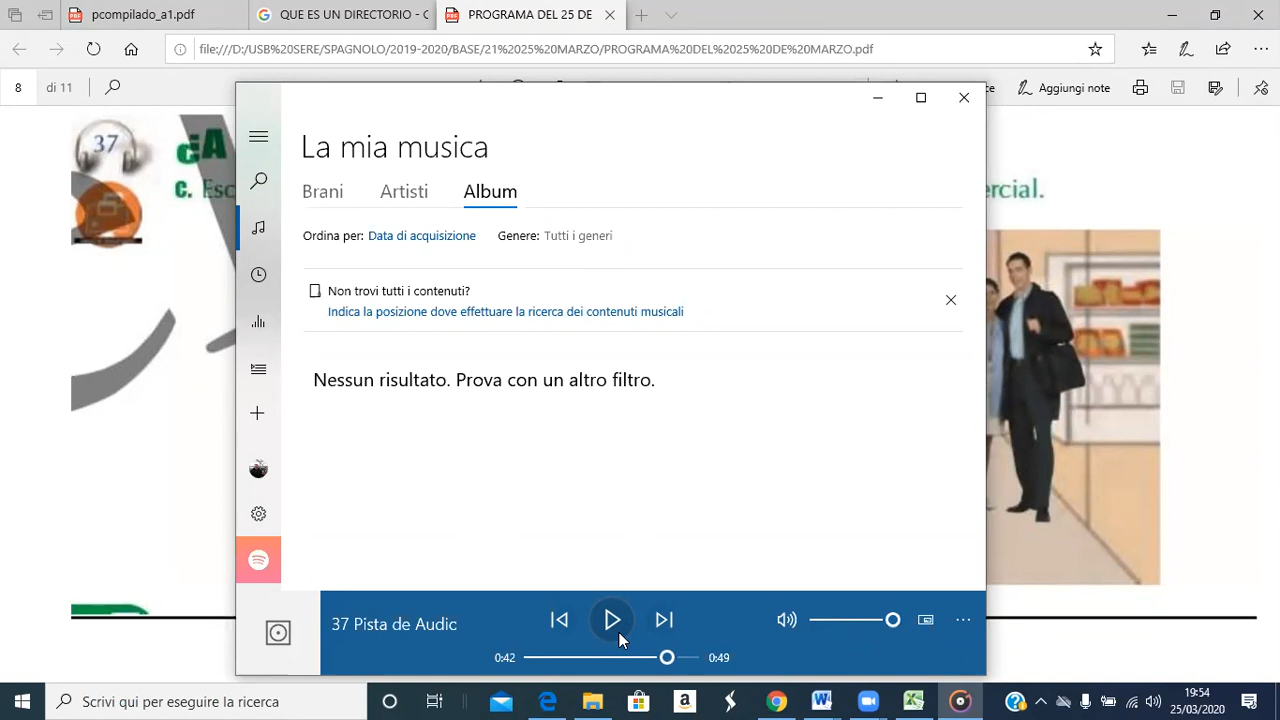 pcompilado_a1.pdf
QUE ES UN DIRECTORIO - C
PROGRAMA DEL 25 DE
file:///D:/USB%20SERE/SPAGNOLO/2019-2020/BASE/21%2025%20MARZO/PROGRAMA%20DEL%2025%20DE%20MARZO.pdf
8 di 11
Aggiungi note
37
La mia musica
c. Esc
ercial.
Brani Artisti Album
Ordina per: Data di acquisizione Genere: Tutti i generi
Non trovi tutti i contenuti?
Indica la posizione dove effettuare la ricerca dei contenuti musicali
Nessun risultato. Prova con un altro filtro.
37 Pista de Audic
0:42 0:49
Scrivi qui per eseguire la ricerca
19:54
25/03/2020